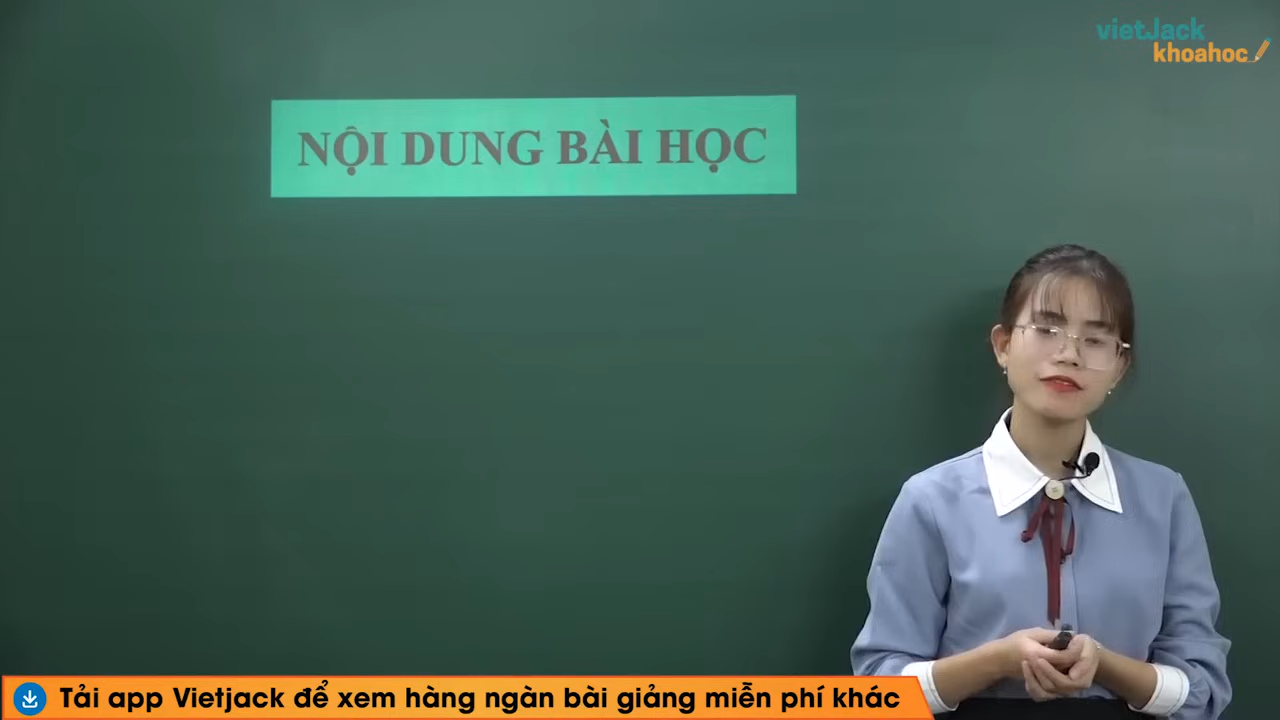 vietJack
khoahoc
NỘI DUNG BÀI HỌC
Tải app Vietjack để xem hàng ngàn bài giảng miễn phí khác